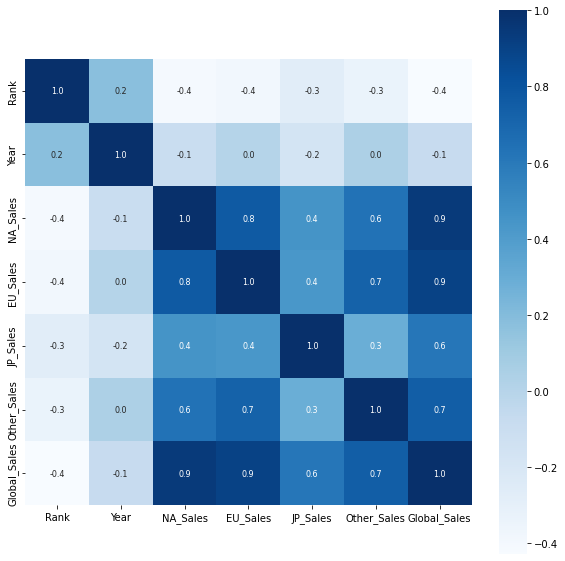 Rank 1.0 0.2 -0.4 -0.4 -0.3 -0.3 -0.4
Year 0.2 1.0 -0.1 0.0 -0.2 0.0 -0.1
NA_Sales -0.4 -0.1 1.0 0.8 0.4 0.6 0.9
EU_Sales -0.4 0.0 0.8 1.0 0.4 0.7 0.9
JP_Sales -0.3 -0.2 0.4 0.4 1.0 0.3 0.6
Other_Sales -0.3 0.0 0.6 0.7 0.3 1.0 0.7
Global_Sales -0.4 -0.1 0.9 0.9 0.6 0.7 1.0
Rank Year NA_Sales EU_Sales JP_Sales Other_Sales Global_Sales
1.0
0.8
0.6
0.4
0.2
0.0
−0.2
−0.4